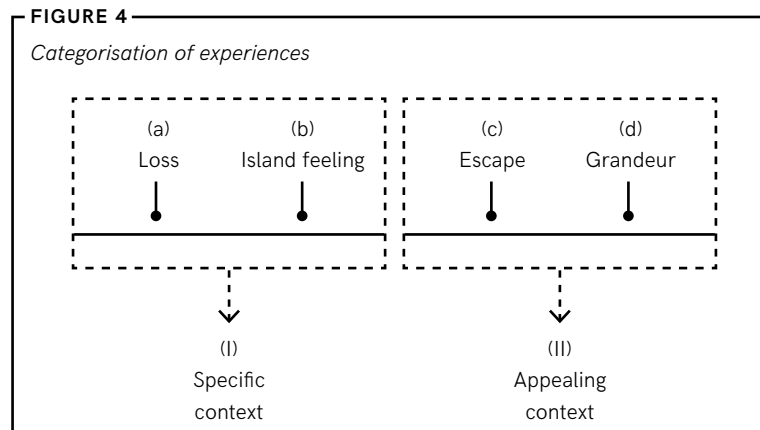 FIGURE 4
Categorisation of experiences
(a) (b) (c) (d)
Loss Island feeling Escape Grandeur
(I) (II)
Specific Appealing
context context